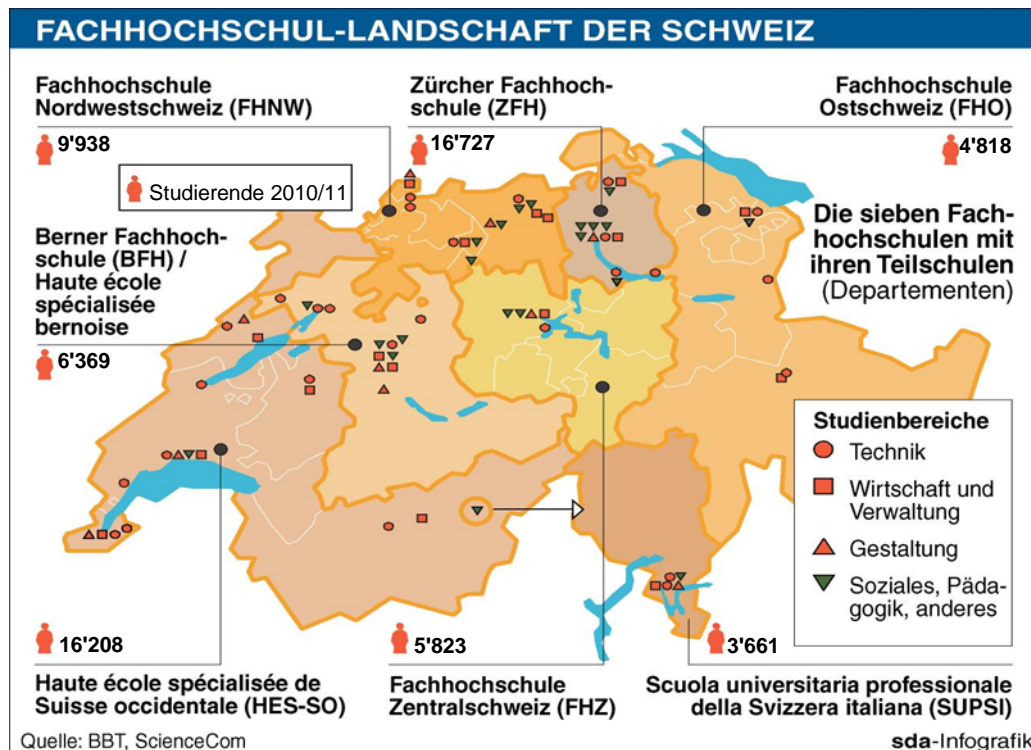 FACHHOCHSCHUL-LANDSCHAFT DER SCHWEIZ
Fachhochschule
Nordwestschweiz (FHNW)
9'938
Zürcher Fachhoch-
schule (ZFH)
16'727
Fachhochschule
Ostschweiz (FHO)
4'818
Studierende 2010/11
Berner Fachhoch-
schule (BFH) /
Haute école
spécialisée
bernoise
6'369
Die sieben Fach-
hochschulen mit
ihren Teilschulen
(Departementen)
Studienbereiche
Technik
Wirtschaft und
Verwaltung
Gestaltung
Soziales, Päda-
gogik, anderes
16'208
Haute école spécialisée de
Suisse occidentale (HES-SO)
5'823
Fachhochschule
Zentralschweiz (FHZ)
3'661
Scuola universitaria professionale
della Svizzera italiana (SUPSI)
Quelle: BBT, ScienceCom
sda-Infografik